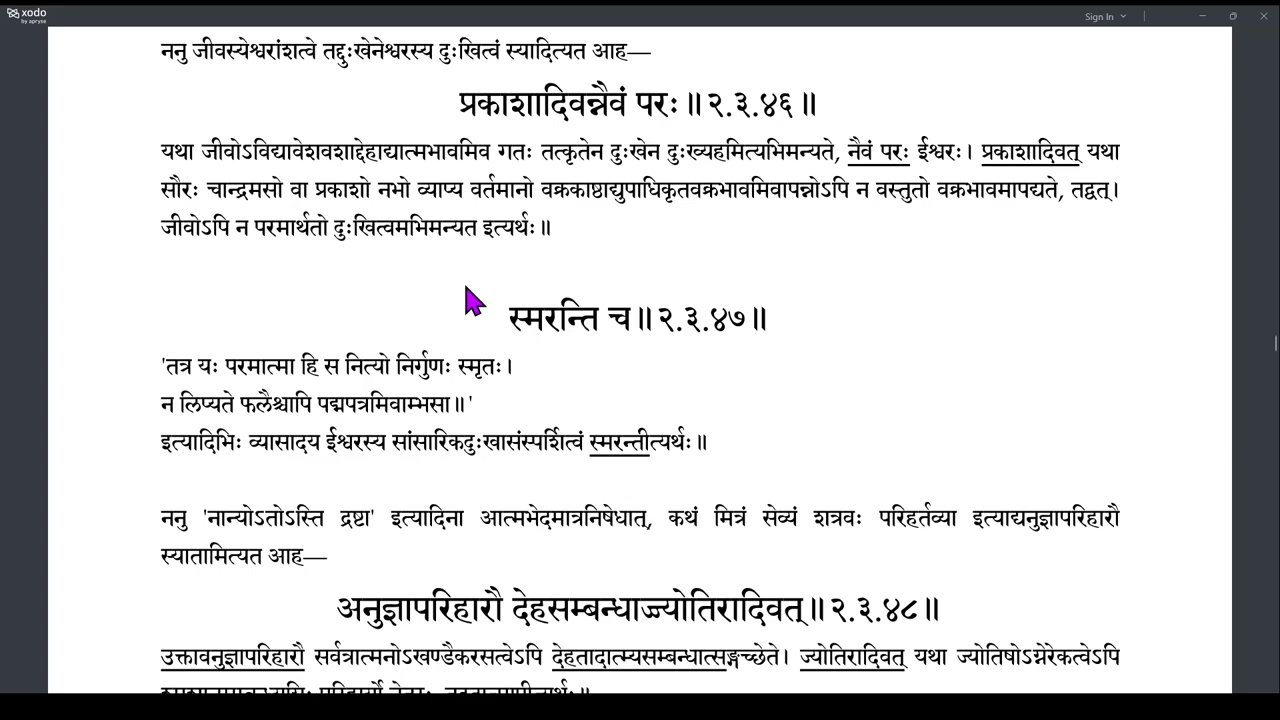 xodo
by apryse
Sign In
ननु जीवस्येश्वरांशत्वे तद्दुःखेनेश्वरस्य दुःखित्वं स्यादित्यत आह—
प्रकाशादिवन्नैवं परः॥२.३.४६॥
यथा जीवोऽविद्यावेशवशाद्देहाद्यात्मभावमिव गतः तत्कृतेन दुःखेन दुःख्यहमित्यभिमन्यते, नैवं परः ईश्वरः। प्रकाशादिवत् यथा
सौरः चान्द्रमसो वा प्रकाशो नभो व्याप्य वर्तमानो वक्रकाष्ठाद्युपाधिकृतवक्रभावमिवापन्नोऽपि न वस्तुतो वक्रभावमापद्यते, तद्वत्।
जीवोऽपि न परमार्थतो दुःखित्वमभिमन्यत इत्यर्थः॥
स्मरन्ति च॥२.३.४७॥
'तत्र यः परमात्मा हि स नित्यो निर्गुणः स्मृतः।
न लिप्यते फलैश्चापि पद्मपत्रमिवाम्भसा॥'
इत्यादिभिः व्यासादय ईश्वरस्य सांसारिकदुःखासंस्पर्शित्वं स्मरन्तीत्यर्थः॥
ननु 'नान्योऽतोऽस्ति द्रष्टा' इत्यादिना आत्मभेदमात्रनिषेधात्, कथं मित्रं सेव्यं शत्रवः परिहर्तव्या इत्याद्यनुज्ञापरिहारौ
स्यातामित्यत आह—
अनुज्ञापरिहारौ देहसम्बन्धाज्ज्योतिरादिवत्॥२.३.४८॥
उक्तावनुज्ञापरिहारौ सर्वत्रात्मनोऽखण्डैकरसत्वेऽपि देहतादात्म्यसम्बन्धात्सङ्गच्छेते। ज्योतिरादिवत् यथा ज्योतिषोऽग्नेरेकत्वेऽपि